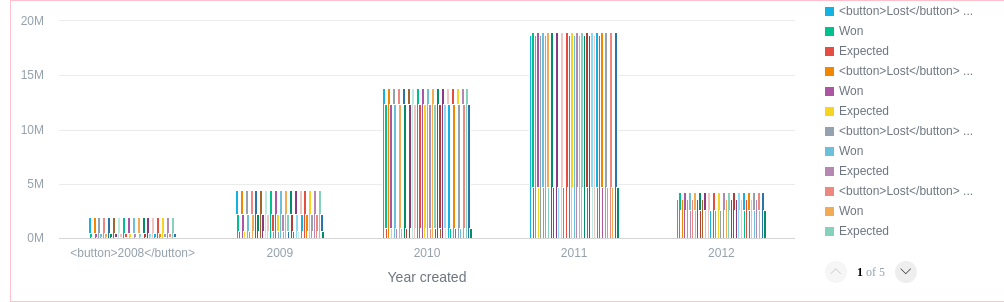 20M
15M
10M
5M
0M
<button>2008</button>
2009
2010
2011
2012
Year created
<button>Lost</button> ...
Won
Expected
<button>Lost</button> ...
Won
Expected
<button>Lost</button> ...
Won
Expected
<button>Lost</button> ...
Won
Expected
1 of 5